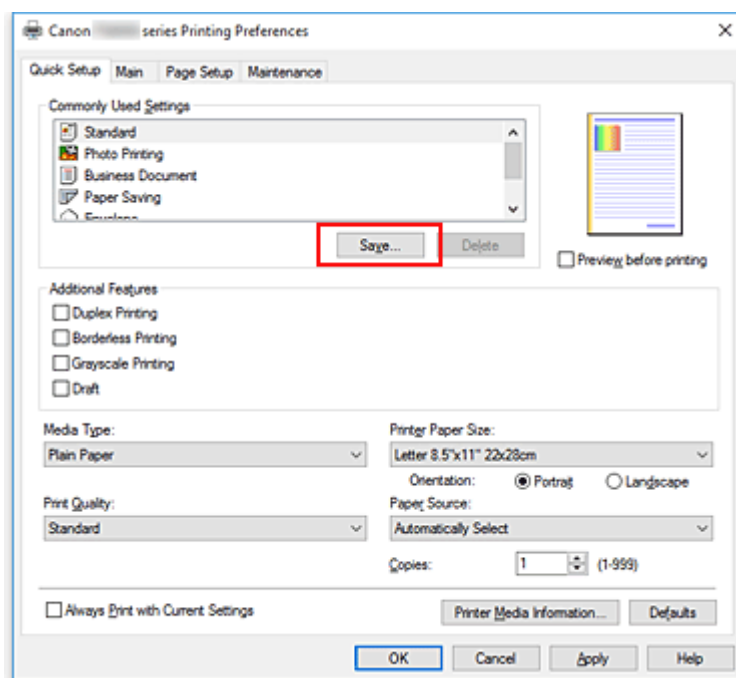 Canon series Printing Preferences
Quick Setup Main Page Setup Maintenance
Commonly Used Settings
Standard
Photo Printing
Business Document
Paper Saving
Envelope
Save... Delete
Preview before printing
Additional Features
Duplex Printing
Borderless Printing
Grayscale Printing
Draft
Media Type: Printer Paper Size:
Plain Paper Letter 8.5"x11" 22x28cm
Orientation: Portrait Landscape
Print Quality: Paper Source:
Standard Automatically Select
Copies: 1 (1-999)
Always Print with Current Settings Printer Media Information... Defaults
OK Cancel Apply Help